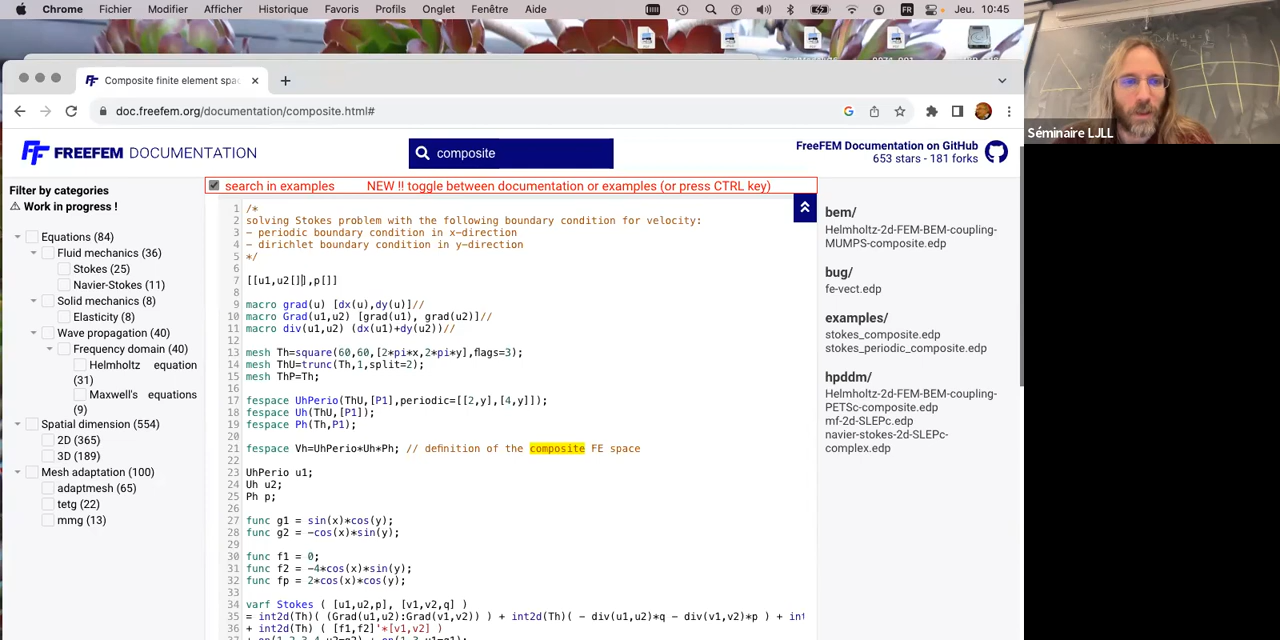 Chrome Fichier Modifier Afficher Historique Favoris Profils Onglet Fenêtre Aide FR Jeu. 10:45
Composite finite element spac
doc.freefem.org/documentation/composite.html#
FREEFEM DOCUMENTATION
composite
FreeFEM Documentation on GitHub
653 stars - 181 forks
Séminaire LJLL
Filter by categories
⚠ Work in progress !
Equations (84)
Fluid mechanics (36)
Stokes (25)
Navier-Stokes (11)
Solid mechanics (8)
Elasticity (8)
Wave propagation (40)
Frequency domain (40)
Helmholtz equation
(31)
Maxwell's equations
(9)
Spatial dimension (554)
2D (365)
3D (189)
Mesh adaptation (100)
adaptmesh (65)
tetg (22)
mmg (13)
search in examples NEW !! toggle between documentation or examples (or press CTRL key)
1 /*
2 solving Stokes problem with the following boundary condition for velocity:
3 - periodic boundary condition in x-direction
4 - dirichlet boundary condition in y-direction
5 */
6
7 [[u1,u2[]],p[]]
8
9 macro grad(u) [dx(u),dy(u)]//
10 macro Grad(u1,u2) [grad(u1), grad(u2)]//
11 macro div(u1,u2) (dx(u1)+dy(u2))//
12
13 mesh Th=square(60,60,[2*pi*x,2*pi*y],flags=3);
14 mesh ThU=trunc(Th,1,split=2);
15 mesh ThP=Th;
16
17 fespace UhPerio(ThU,[P1],periodic=[[2,y],[4,y]]);
18 fespace Uh(ThU,[P1]);
19 fespace Ph(Th,P1);
20
21 fespace Vh=UhPerio*Uh*Ph; // definition of the composite FE space
22
23 UhPerio u1;
24 Uh u2;
25 Ph p;
26
27 func g1 = sin(x)*cos(y);
28 func g2 = -cos(x)*sin(y);
29
30 func f1 = 0;
31 func f2 = -4*cos(x)*sin(y);
32 func fp = 2*cos(x)*cos(y);
33
34 varf Stokes ( [u1,u2,p], [v1,v2,q] )
35 = int2d(Th)( (Grad(u1,u2):Grad(v1,v2)) ) + int2d(Th)( - div(u1,u2)*q - div(v1,v2)*p ) + int
36 + int2d(Th) ( [f1,f2]'*[v1,v2] )
bem/
Helmholtz-2d-FEM-BEM-coupling-
MUMPS-composite.edp
bug/
fe-vect.edp
examples/
stokes_composite.edp
stokes_periodic_composite.edp
hpddm/
Helmholtz-2d-FEM-BEM-coupling-
PETSc-composite.edp
mf-2d-SLEPc.edp
navier-stokes-2d-SLEPc-
complex.edp